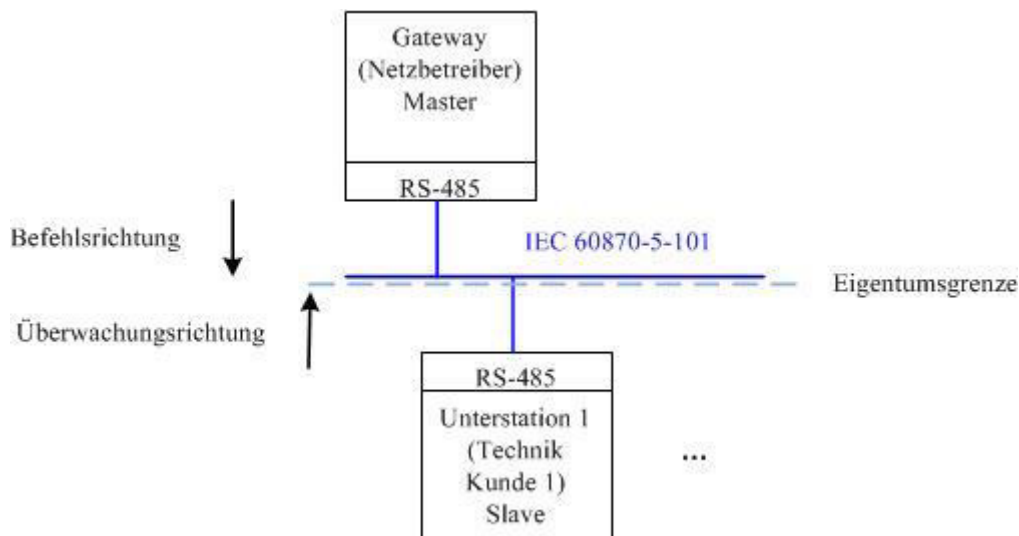 Gateway
(Netzbetreiber)
Master
RS-485
Befehlsrichtung
IEC 60870-5-101
Eigentumsgrenze
Überwachungsrichtung
RS-485
Unterstation 1
(Technik
Kunde 1)
Slave
...